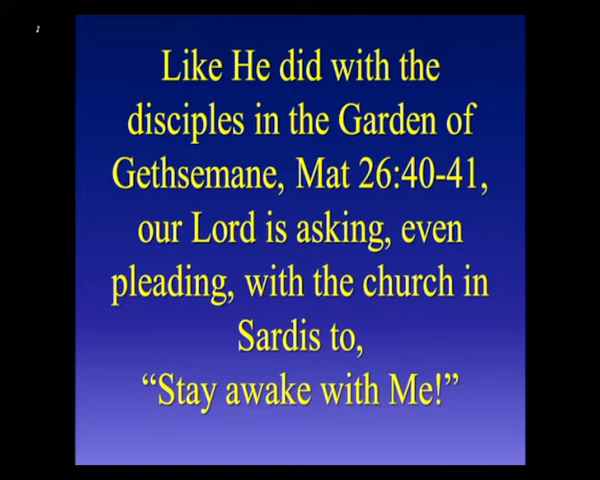 Like He did with the
disciples in the Garden of
Gethsemane, Mat 26:40-41,
our Lord is asking, even
pleading, with the church in
Sardis to,
“Stay awake with Me!”